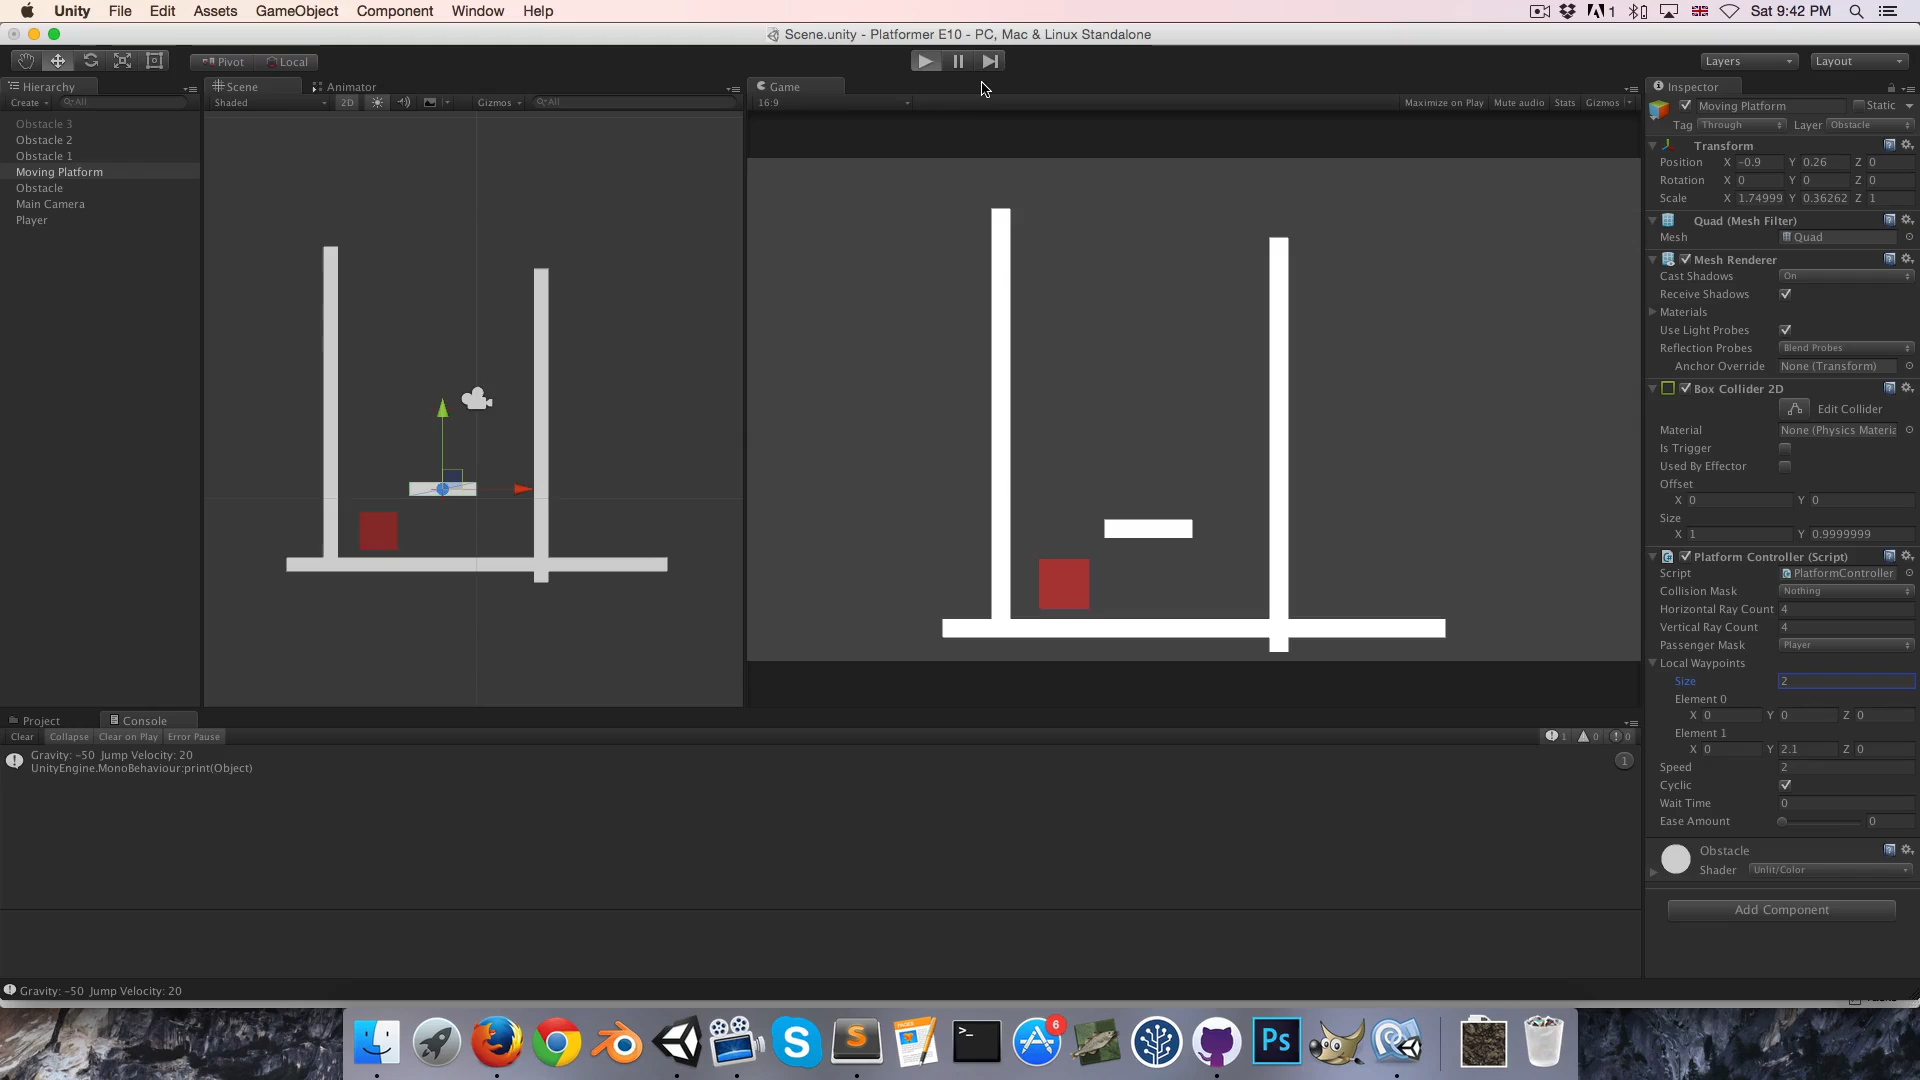 Unity File Edit Assets GameObject Component Window Help
1 Sat 9:42 PM
Scene.unity - Platformer E10 - PC, Mac & Linux Standalone
Pivot Local Layers Layout
Hierarchy
Create All
Obstacle 3
Obstacle 2
Obstacle 1
Moving Platform
Obstacle
Main Camera
Player
Scene Animator
Shaded 2D Gizmos All
Game
16:9 Maximize on Play Mute audio Stats Gizmos
Inspector
Moving Platform Static
Tag Through Layer Obstacle
Transform
Position X -0.9 Y 0.26 Z 0
Rotation X 0 Y 0 Z 0
Scale X 1.74999 Y 0.36262 Z 1
Quad (Mesh Filter)
Mesh Quad
Mesh Renderer
Cast Shadows On
Receive Shadows
Materials
Use Light Probes
Reflection Probes Blend Probes
Anchor Override None (Transform)
Box Collider 2D
Edit Collider
Material None (Physics Materia
Is Trigger
Used By Effector
Offset
X 0 Y 0
Size
X 1 Y 0.9999999
Platform Controller (Script)
Script PlatformController
Collision Mask Nothing
Horizontal Ray Count 4
Vertical Ray Count 4
Passenger Mask Player
Local Waypoints
Size 2
Element 0
X 0 Y 0 Z 0
Element 1
X 0 Y 2.1 Z 0
Speed 2
Cyclic
Wait Time 0
Ease Amount 0
Obstacle
Shader Unlit/Color
Add Component
Project Console
Clear Collapse Clear on Play Error Pause 1 0 0
Gravity: -50 Jump Velocity: 20
UnityEngine.MonoBehaviour:print(Object)
1
Gravity: -50 Jump Velocity: 20
PAGES
6
Ps